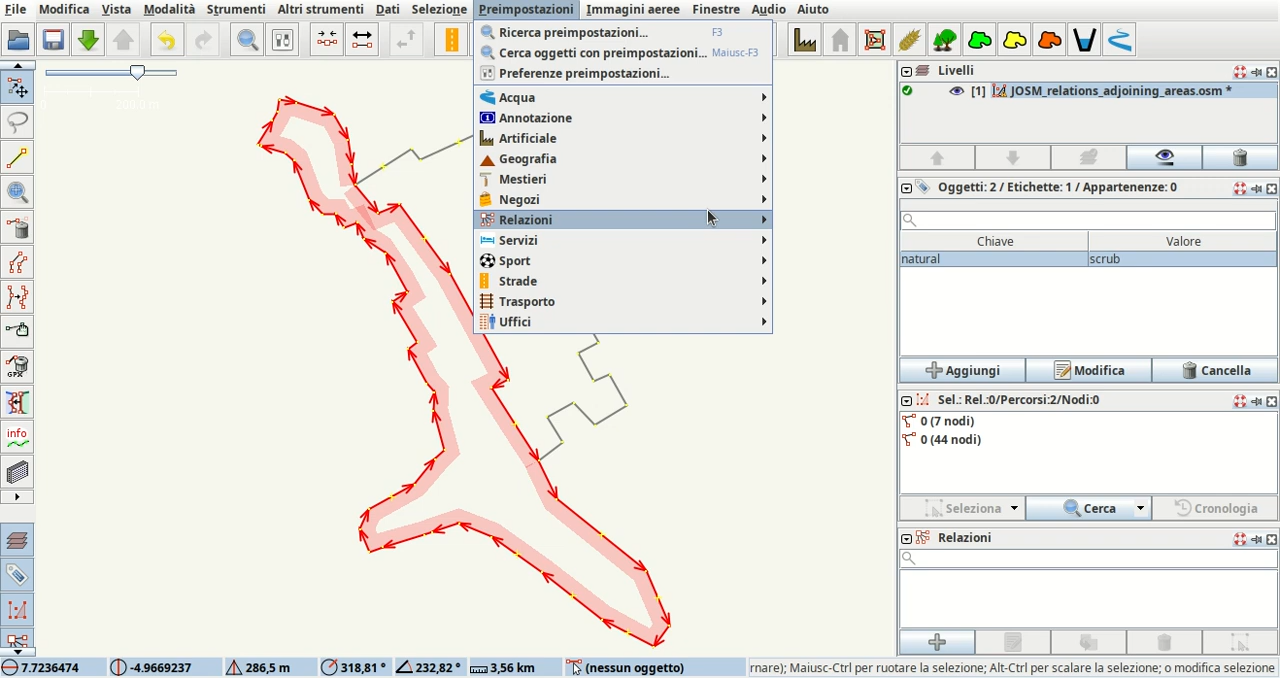 File Modifica Vista Modalità Strumenti Altri strumenti Dati Selezione Preimpostazioni Immagini aeree Finestre Audio Aiuto
Ricerca preimpostazioni... F3
Cerca oggetti con preimpostazioni... Maiusc-F3
Preferenze preimpostazioni...
Acqua
Annotazione
Artificiale
Geografia
Mestieri
Negozi
Relazioni
Servizi
Sport
Strade
Trasporto
Uffici
0
200,0 m
GPX
info
Livelli
[1] JOSM_relations_adjoining_areas.osm *
Oggetti: 2 / Etichette: 1 / Appartenenze: 0
Chiave Valore
natural scrub
Aggiungi Modifica Cancella
Sel.: Rel.:0/Percorsi:2/Nodi:0
0 (7 nodi)
0 (44 nodi)
Seleziona Cerca Cronologia
Relazioni
7.7236474 -4.9669237 286,5 m 318,81° 232,82° 3,56 km (nessun oggetto) rnare); Maiusc-Ctrl per ruotare la selezione; Alt-Ctrl per scalare la selezione; o modifica selezione